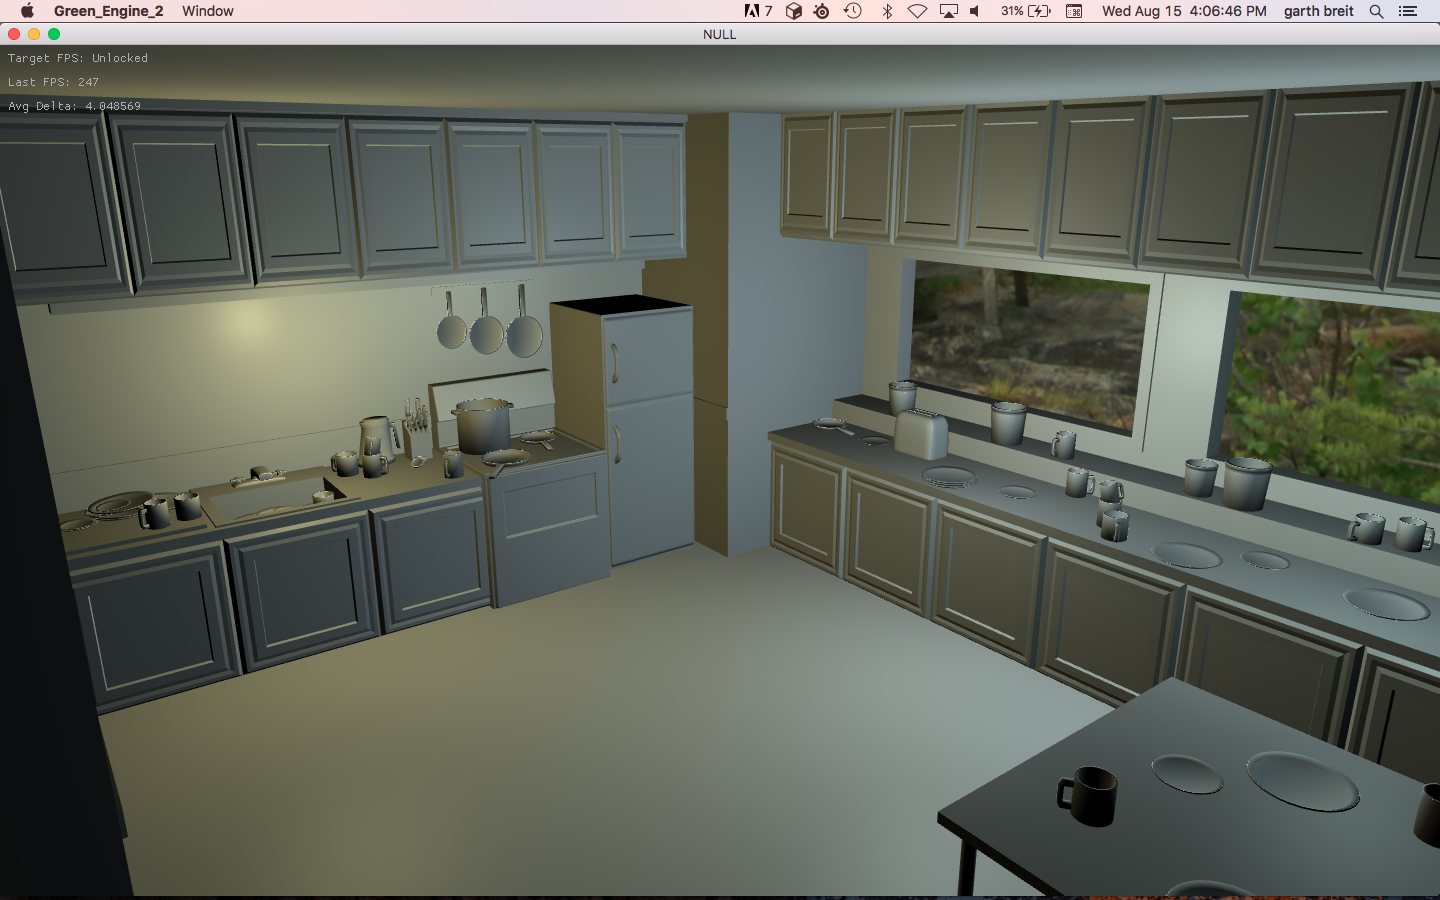 Green_Engine_2 Window 7 31% Wed Aug 15 4:06:46 PM garth breit
NULL
Target FPS: Unlocked
Last FPS: 247
Avg Delta: 4.048569